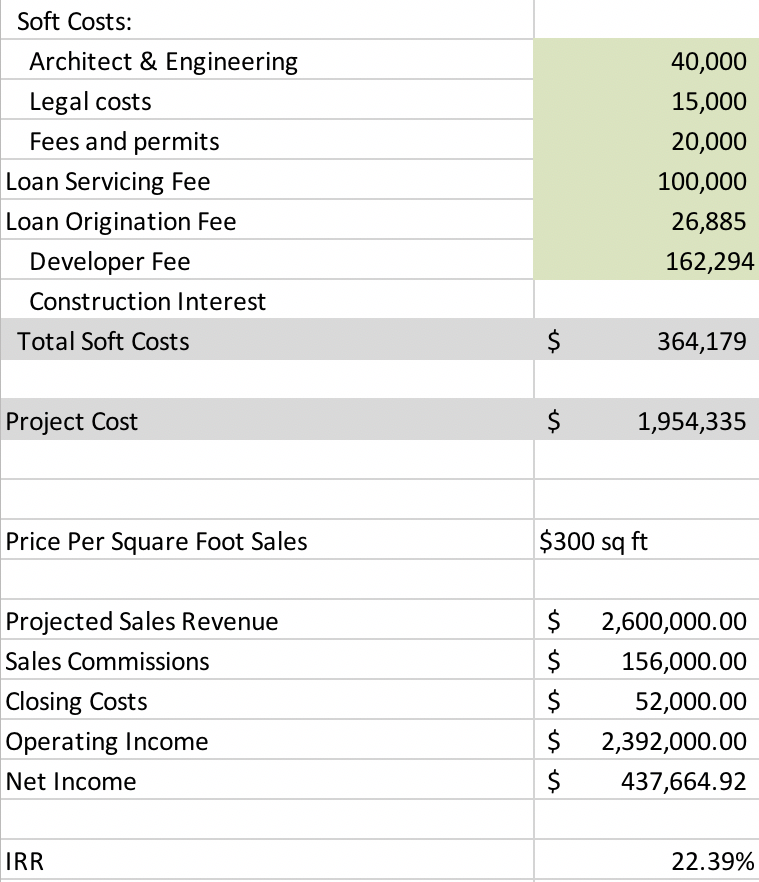 Soft Costs:
Architect & Engineering 40,000
Legal costs 15,000
Fees and permits 20,000
Loan Servicing Fee 100,000
Loan Origination Fee 26,885
Developer Fee 162,294
Construction Interest
Total Soft Costs $ 364,179
Project Cost $ 1,954,335
Price Per Square Foot Sales $300 sq ft
Projected Sales Revenue $ 2,600,000.00
Sales Commissions $ 156,000.00
Closing Costs $ 52,000.00
Operating Income $ 2,392,000.00
Net Income $ 437,664.92
IRR 22.39%